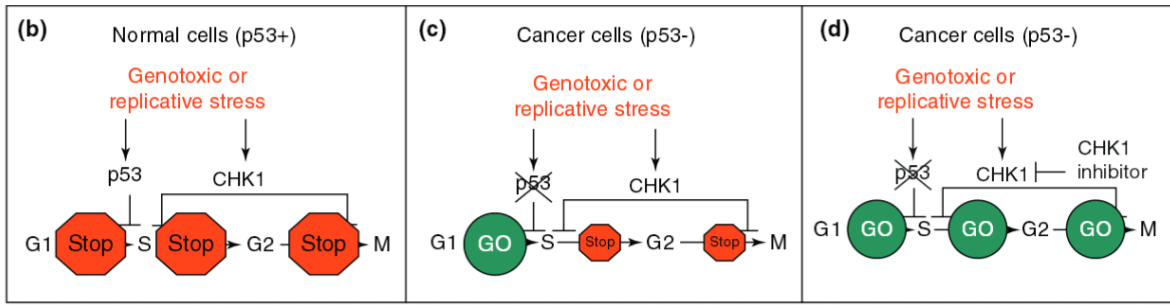 (b)
Normal cells (p53+)
Genotoxic or
replicative stress
p53
CHK1
G1 Stop S Stop G2 Stop M
(c)
Cancer cells (p53-)
Genotoxic or
replicative stress
p53
CHK1
G1 GO S Stop G2 Stop M
(d)
Cancer cells (p53-)
Genotoxic or
replicative stress
p53
CHK1
CHK1
inhibitor
G1 GO S GO G2 GO M